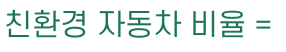 친환경 자동차 비율 =